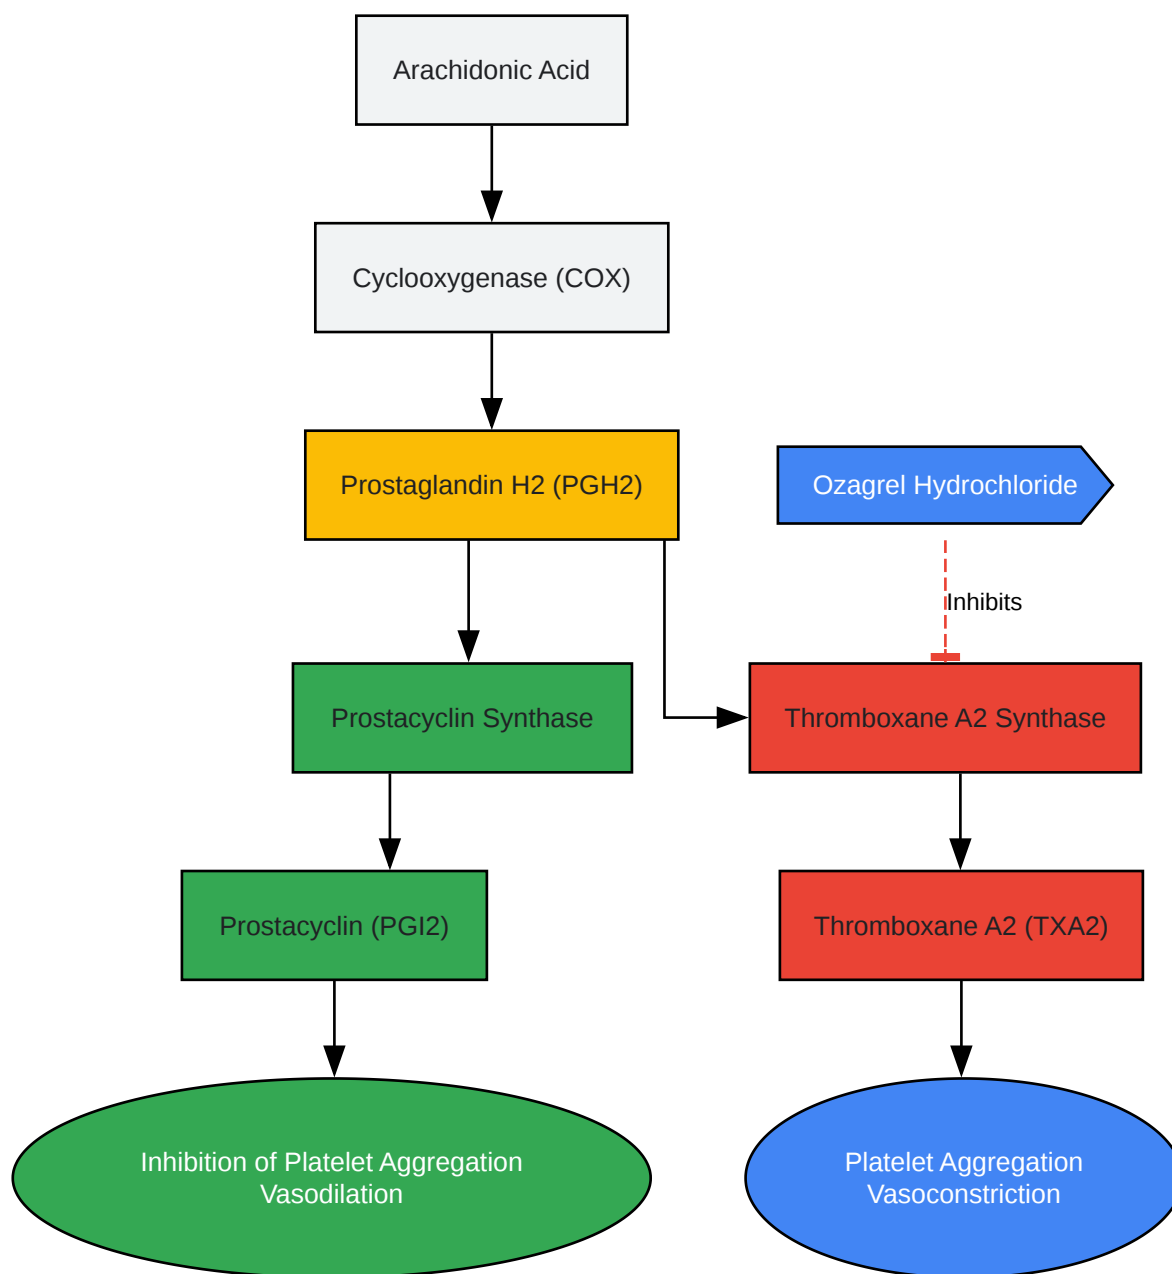 Arachidonic Acid
Cyclooxygenase (COX)
Prostaglandin H2 (PGH2)
Ozagrel Hydrochloride
Inhibits
Prostacyclin Synthase
Thromboxane A2 Synthase
Prostacyclin (PGI2)
Thromboxane A2 (TXA2)
Inhibition of Platelet Aggregation
Vasodilation
Platelet Aggregation
Vasoconstriction